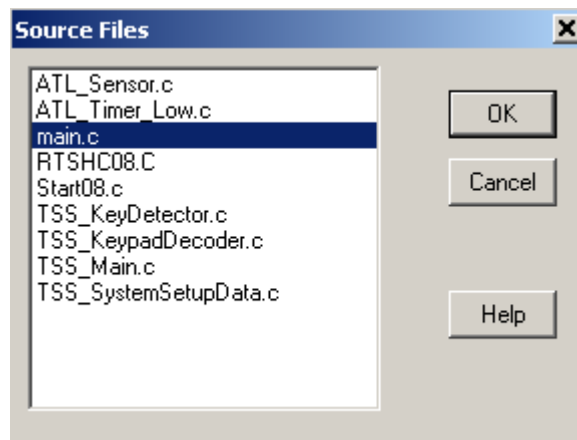 Source Files
ATL_Sensor.c
ATL_Timer_Low.c
main.c
RTSHC08.C
Start08.c
TSS_KeyDetector.c
TSS_KeypadDecoder.c
TSS_Main.c
TSS_SystemSetupData.c
OK
Cancel
Help